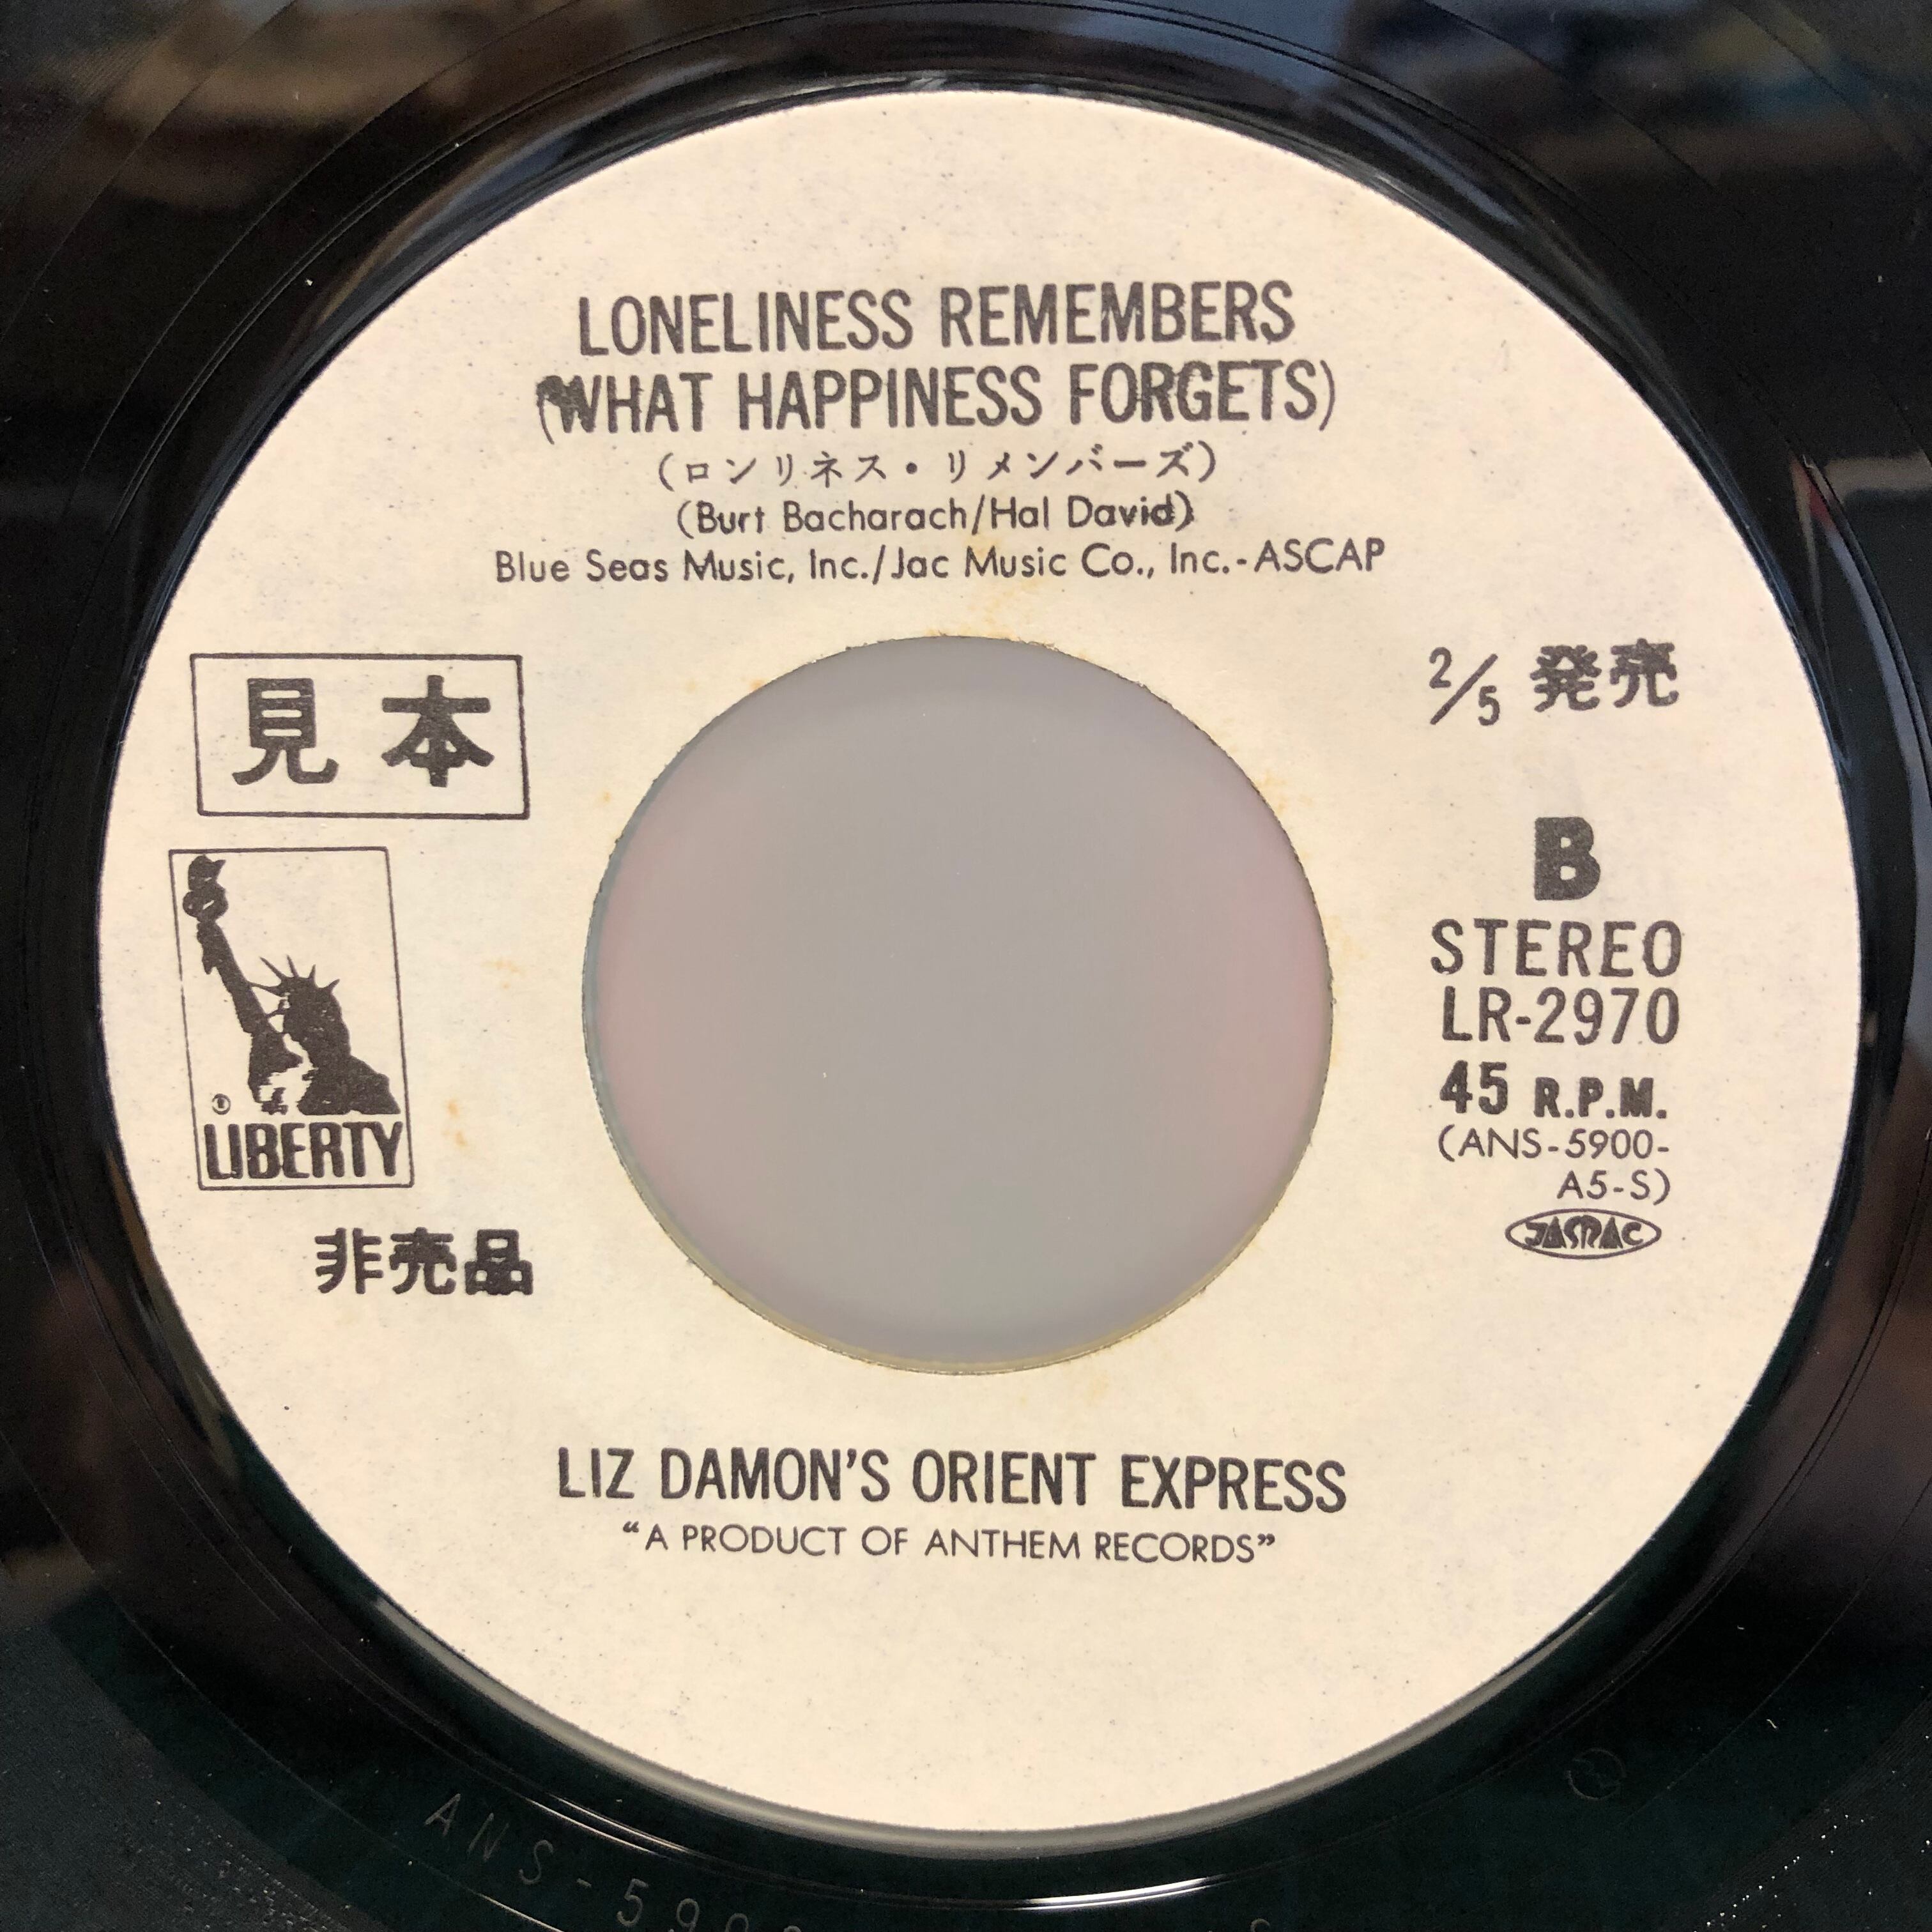 LONELINESS REMEMBERS
(WHAT HAPPINESS FORGETS)
(ロンリネス・リメンバーズ)
(Burt Bacharach/Hal David)
Blue Seas Music, Inc./Jac Music Co., Inc.-ASCAP
見本
LIBERTY
非売品
2/5 発売
B
STEREO
LR-2970
45 R.P.M.
(ANS-5900-
A5-S)
JASRAC
LIZ DAMON'S ORIENT EXPRESS
“A PRODUCT OF ANTHEM RECORDS”
ANS-590